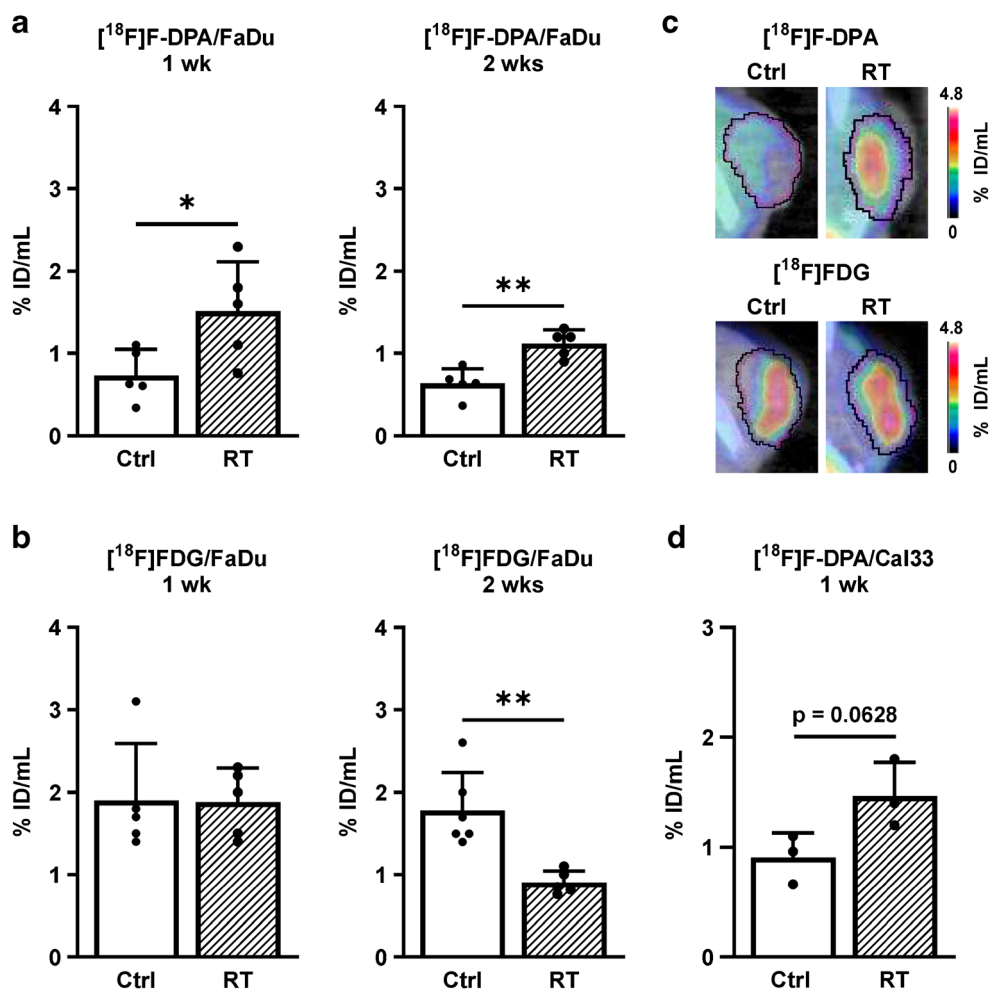 a
[¹⁸F]F-DPA/FaDu
1 wk
% ID/mL
4
3
2
1
0
*
Ctrl RT
[¹⁸F]F-DPA/FaDu
2 wks
% ID/mL
4
3
2
1
0
**
Ctrl RT
c
[¹⁸F]F-DPA
Ctrl RT
4.8
% ID/mL
0
[¹⁸F]FDG
Ctrl RT
4.8
% ID/mL
0
b
[¹⁸F]FDG/FaDu
1 wk
% ID/mL
4
3
2
1
0
Ctrl RT
[¹⁸F]FDG/FaDu
2 wks
% ID/mL
4
3
2
1
0
**
Ctrl RT
d
[¹⁸F]F-DPA/Cal33
1 wk
% ID/mL
3
2
1
0
p = 0.0628
Ctrl RT